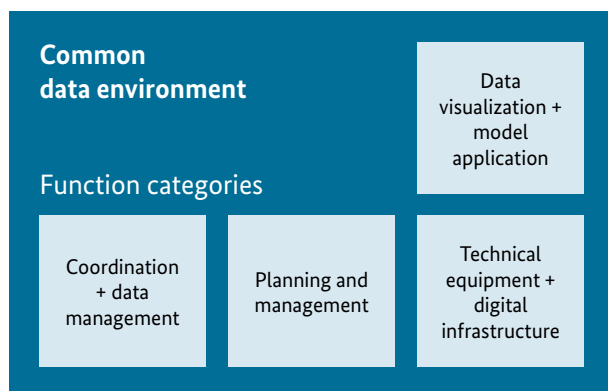 Common
data environment
Data
visualization +
model
application
Function categories
Coordination
+ data
management
Planning and
management
Technical
equipment +
digital
infrastructure